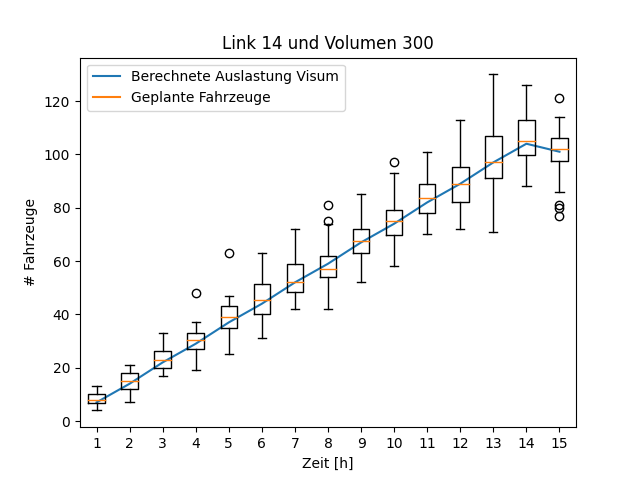 Link 14 und Volumen 300
Berechnete Auslastung Visum
Geplante Fahrzeuge
# Fahrzeuge
120
100
80
60
40
20
0
1 2 3 4 5 6 7 8 9 10 11 12 13 14 15
Zeit [h]